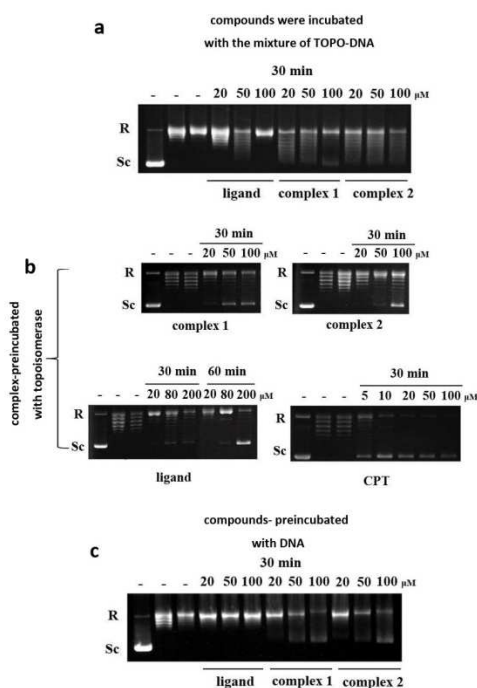 a
compounds were incubated
with the mixture of TOPO-DNA
30 min
- - - 20 50 100 20 50 100 20 50 100 μM
R
Sc
ligand complex 1 complex 2
b
complex-preincubated
with topoisomerase
30 min
- - - 20 50 100 μM
R
Sc
complex 1
30 min
- - - 20 50 100 μM
R
Sc
complex 2
30 min 60 min
- - - 20 80 200 20 80 200 μM
R
Sc
ligand
30 min
- - - 5 10 20 50 100 μM
R
Sc
CPT
c
compounds- preincubated
with DNA
30 min
- - - 20 50 100 20 50 100 20 50 100 μM
R
Sc
ligand complex 1 complex 2